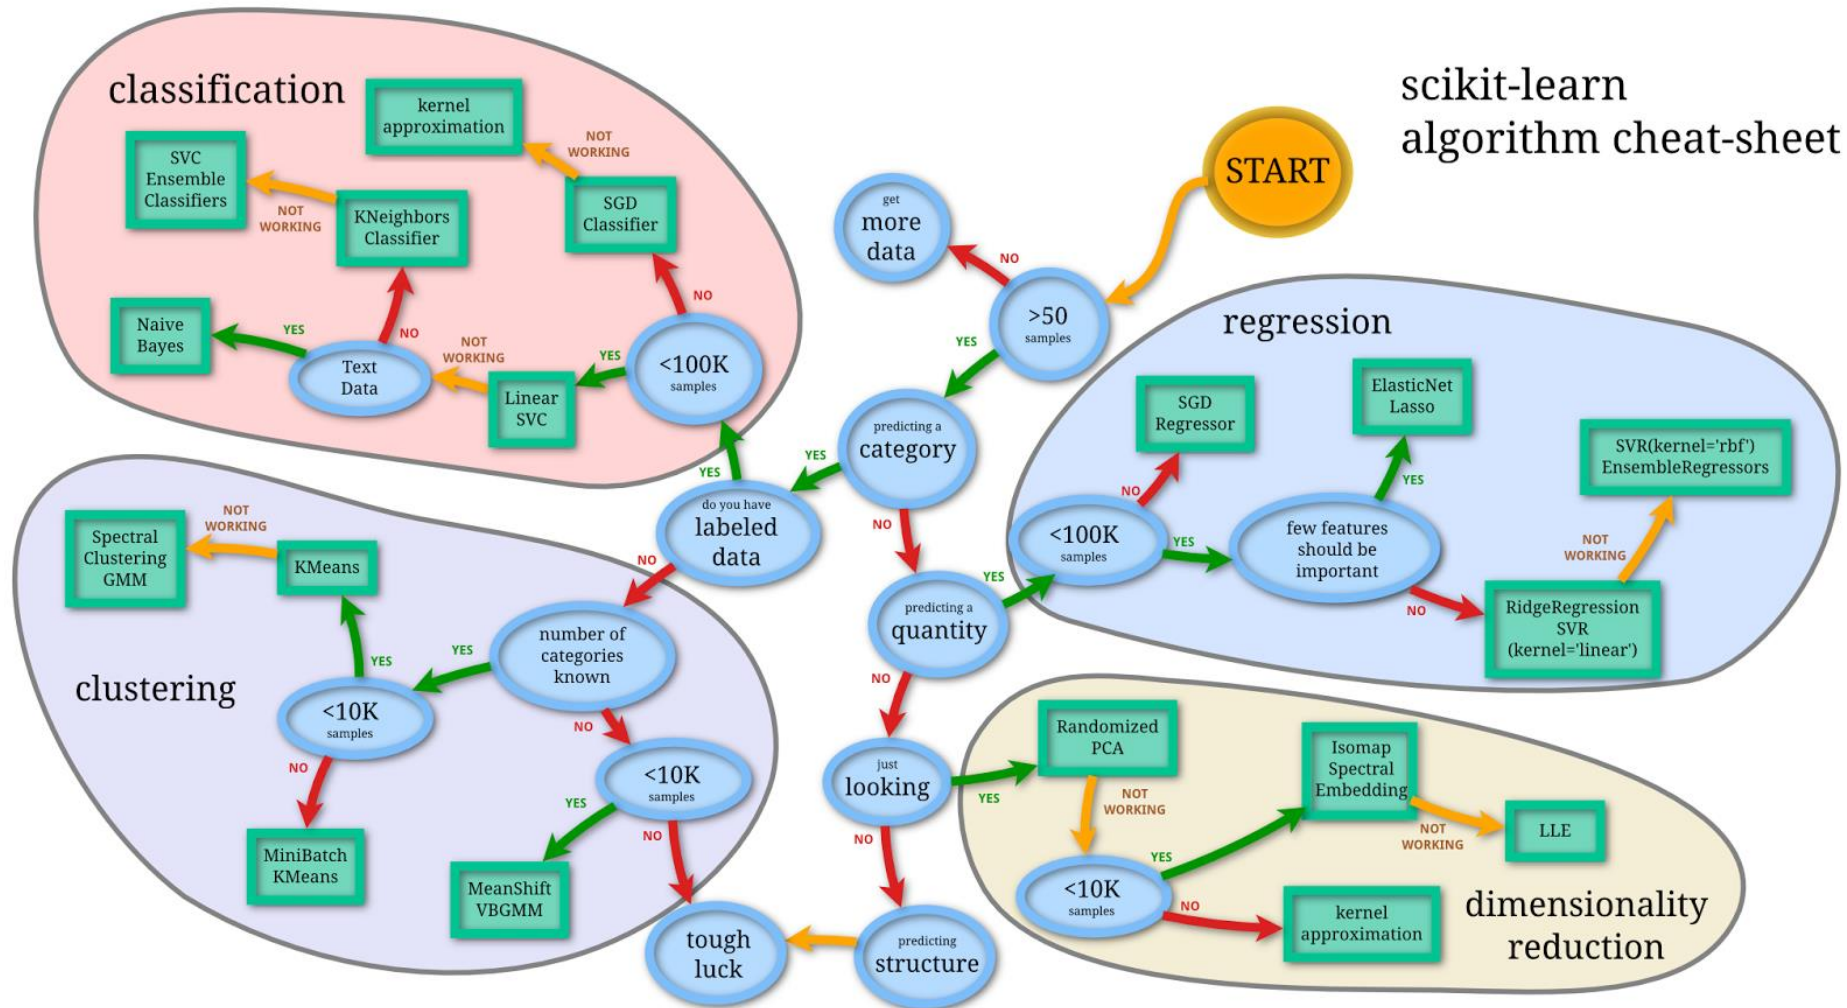 scikit-learn
algorithm cheat-sheet
START
>50
samples
NO
get
more
data
YES
predicting a
category
YES
do you have
labeled
data
YES
NO
NO
predicting a
quantity
YES
NO
just
looking
YES
NO
predicting
structure
tough
luck
classification
<100K
samples
NO
SGD
Classifier
NOT
WORKING
kernel
approximation
YES
Linear
SVC
NOT
WORKING
Text
Data
YES
Naive
Bayes
NO
KNeighbors
Classifier
NOT
WORKING
SVC
Ensemble
Classifiers
regression
<100K
samples
NO
SGD
Regressor
YES
few features
should be
important
YES
ElasticNet
Lasso
NO
RidgeRegression
SVR
(kernel='linear')
NOT
WORKING
SVR(kernel='rbf')
EnsembleRegressors
clustering
number of
categories
known
YES
<10K
samples
YES
KMeans
NOT
WORKING
Spectral
Clustering
GMM
NO
MiniBatch
KMeans
NO
<10K
samples
YES
MeanShift
VBGMM
NO
dimensionality
reduction
Randomized
PCA
NOT
WORKING
<10K
samples
YES
Isomap
Spectral
Embedding
NOT
WORKING
LLE
NO
kernel
approximation